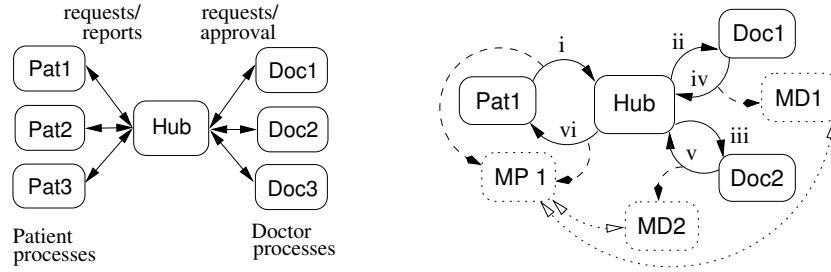 requests/
reports
requests/
approval
Pat1
Pat2
Pat3
Hub
Doc1
Doc2
Doc3
Patient
processes
Doctor
processes
i
ii
iii
iv
v
vi
Pat1
Hub
Doc1
Doc2
MP 1
MD1
MD2